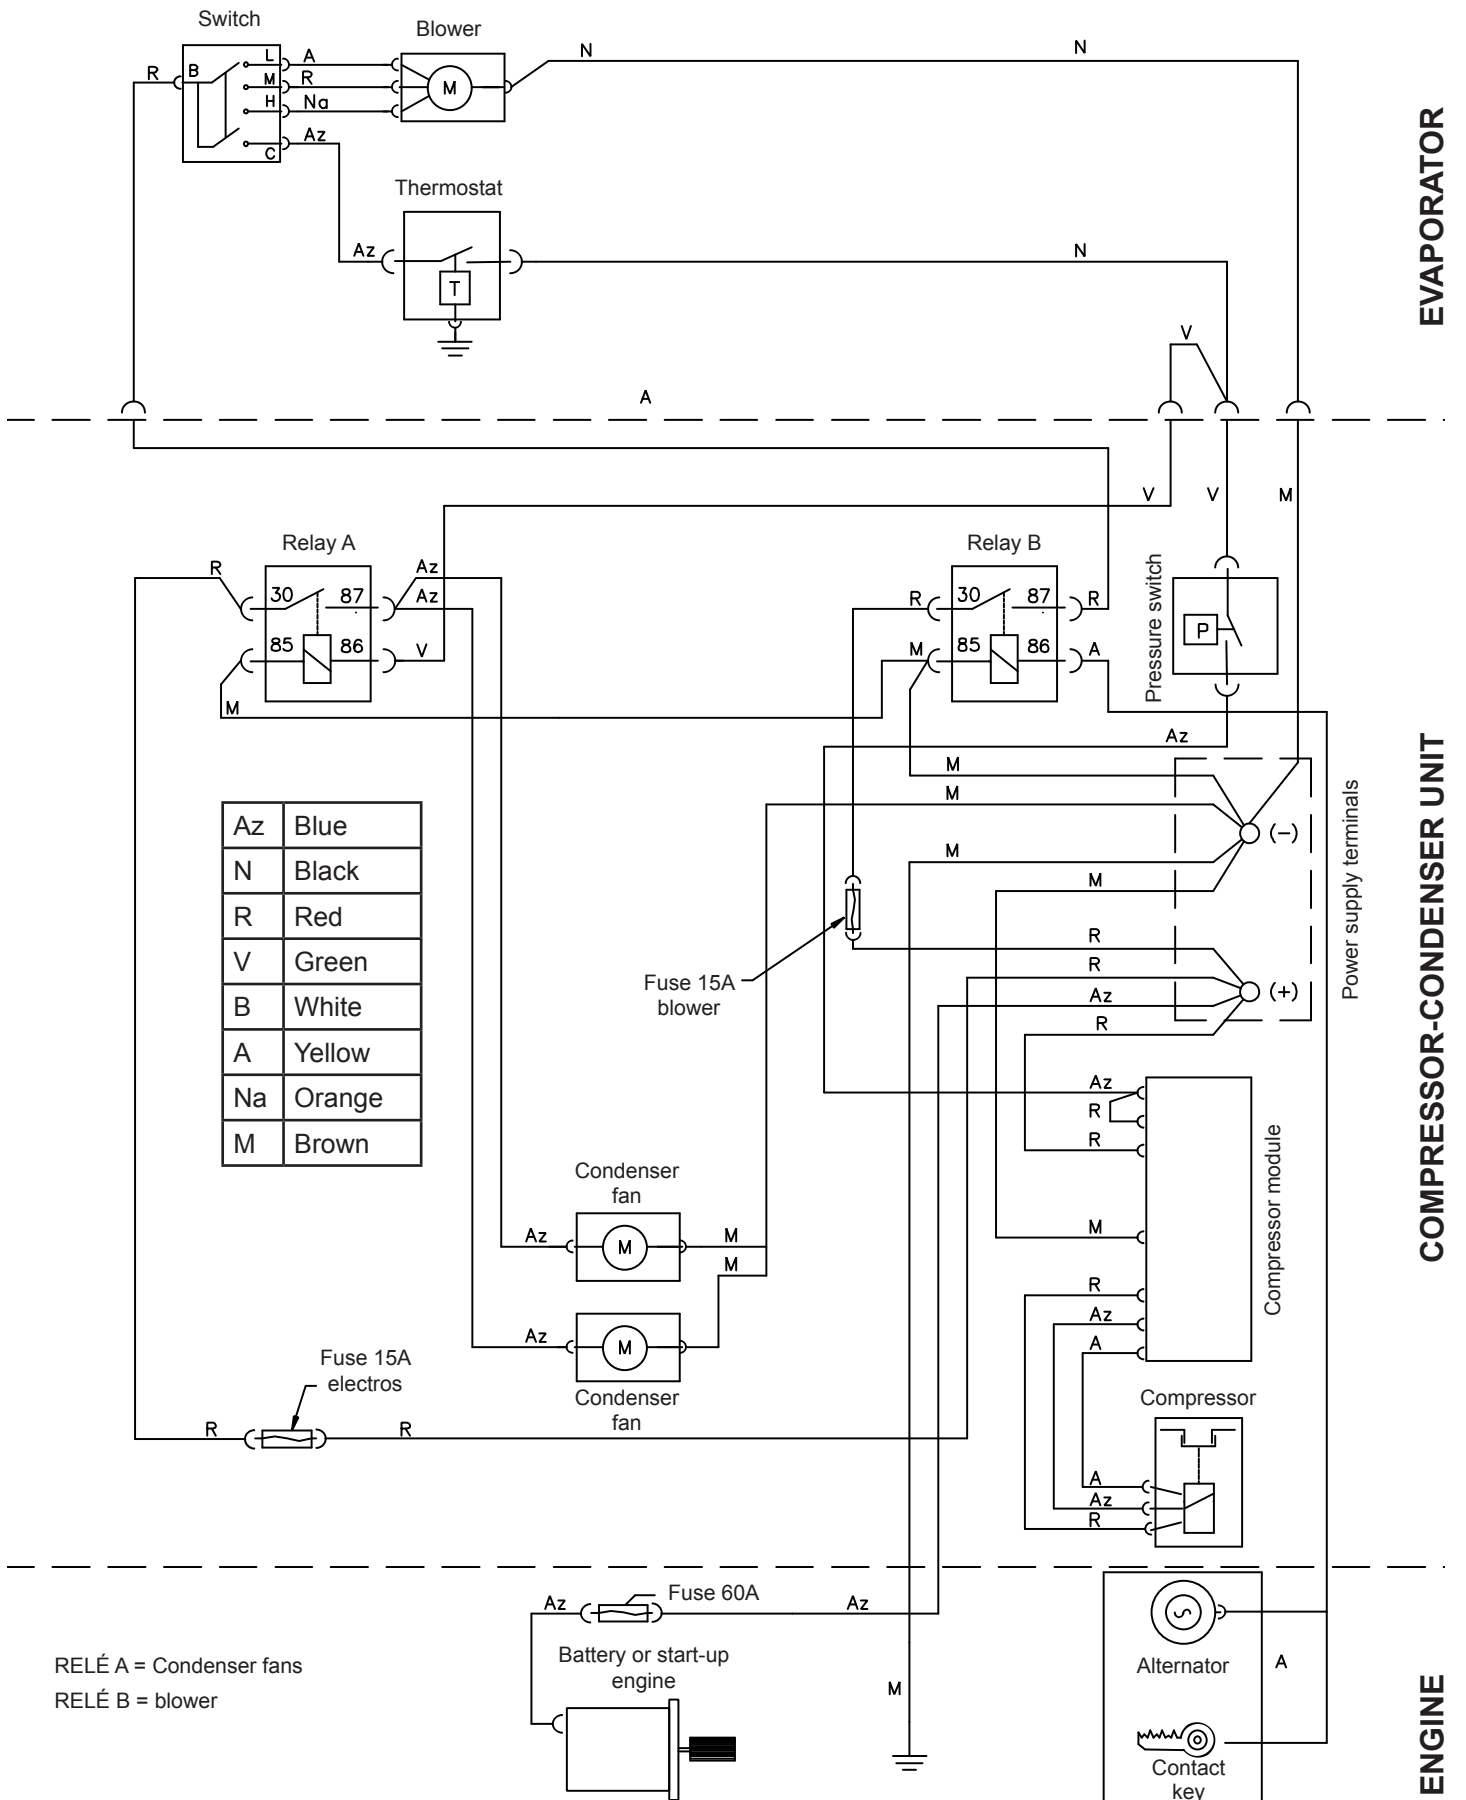 Switch
Blower
L
A
R
B
M
R
M
H
Na
C
Az
N
N
Thermostat
Az
T
N
V
A
EVAPORATOR
V
V
M
Relay A
Relay B
R
30
87
Az
Az
85
86
V
M
R
30
87
R
M
85
86
A
P
Pressure switch
Az
M
M
M
M
(-)
R
R
Az
R
(+)
Power supply terminals
COMPRESSOR-CONDENSER UNIT
Az Blue
N Black
R Red
V Green
B White
A Yellow
Na Orange
M Brown
Fuse 15A
blower
Az
R
R
M
R
Az
A
Compressor module
Condenser
fan
Az
M
M
M
Az
M
Condenser
fan
Fuse 15A
electros
R
R
Compressor
A
Az
R
Az
Fuse 60A
Az
Battery or start-up
engine
M
Alternator
A
Contact
key
RELÉ A = Condenser fans
RELÉ B = blower
ENGINE